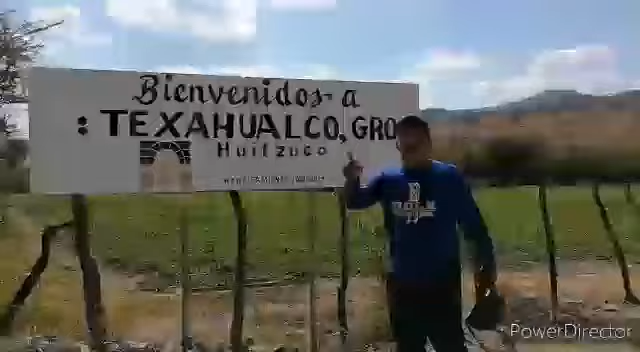 Bienvenidos a
: TEXAHUALCO, GRO
Huitzuco
PowerDirector